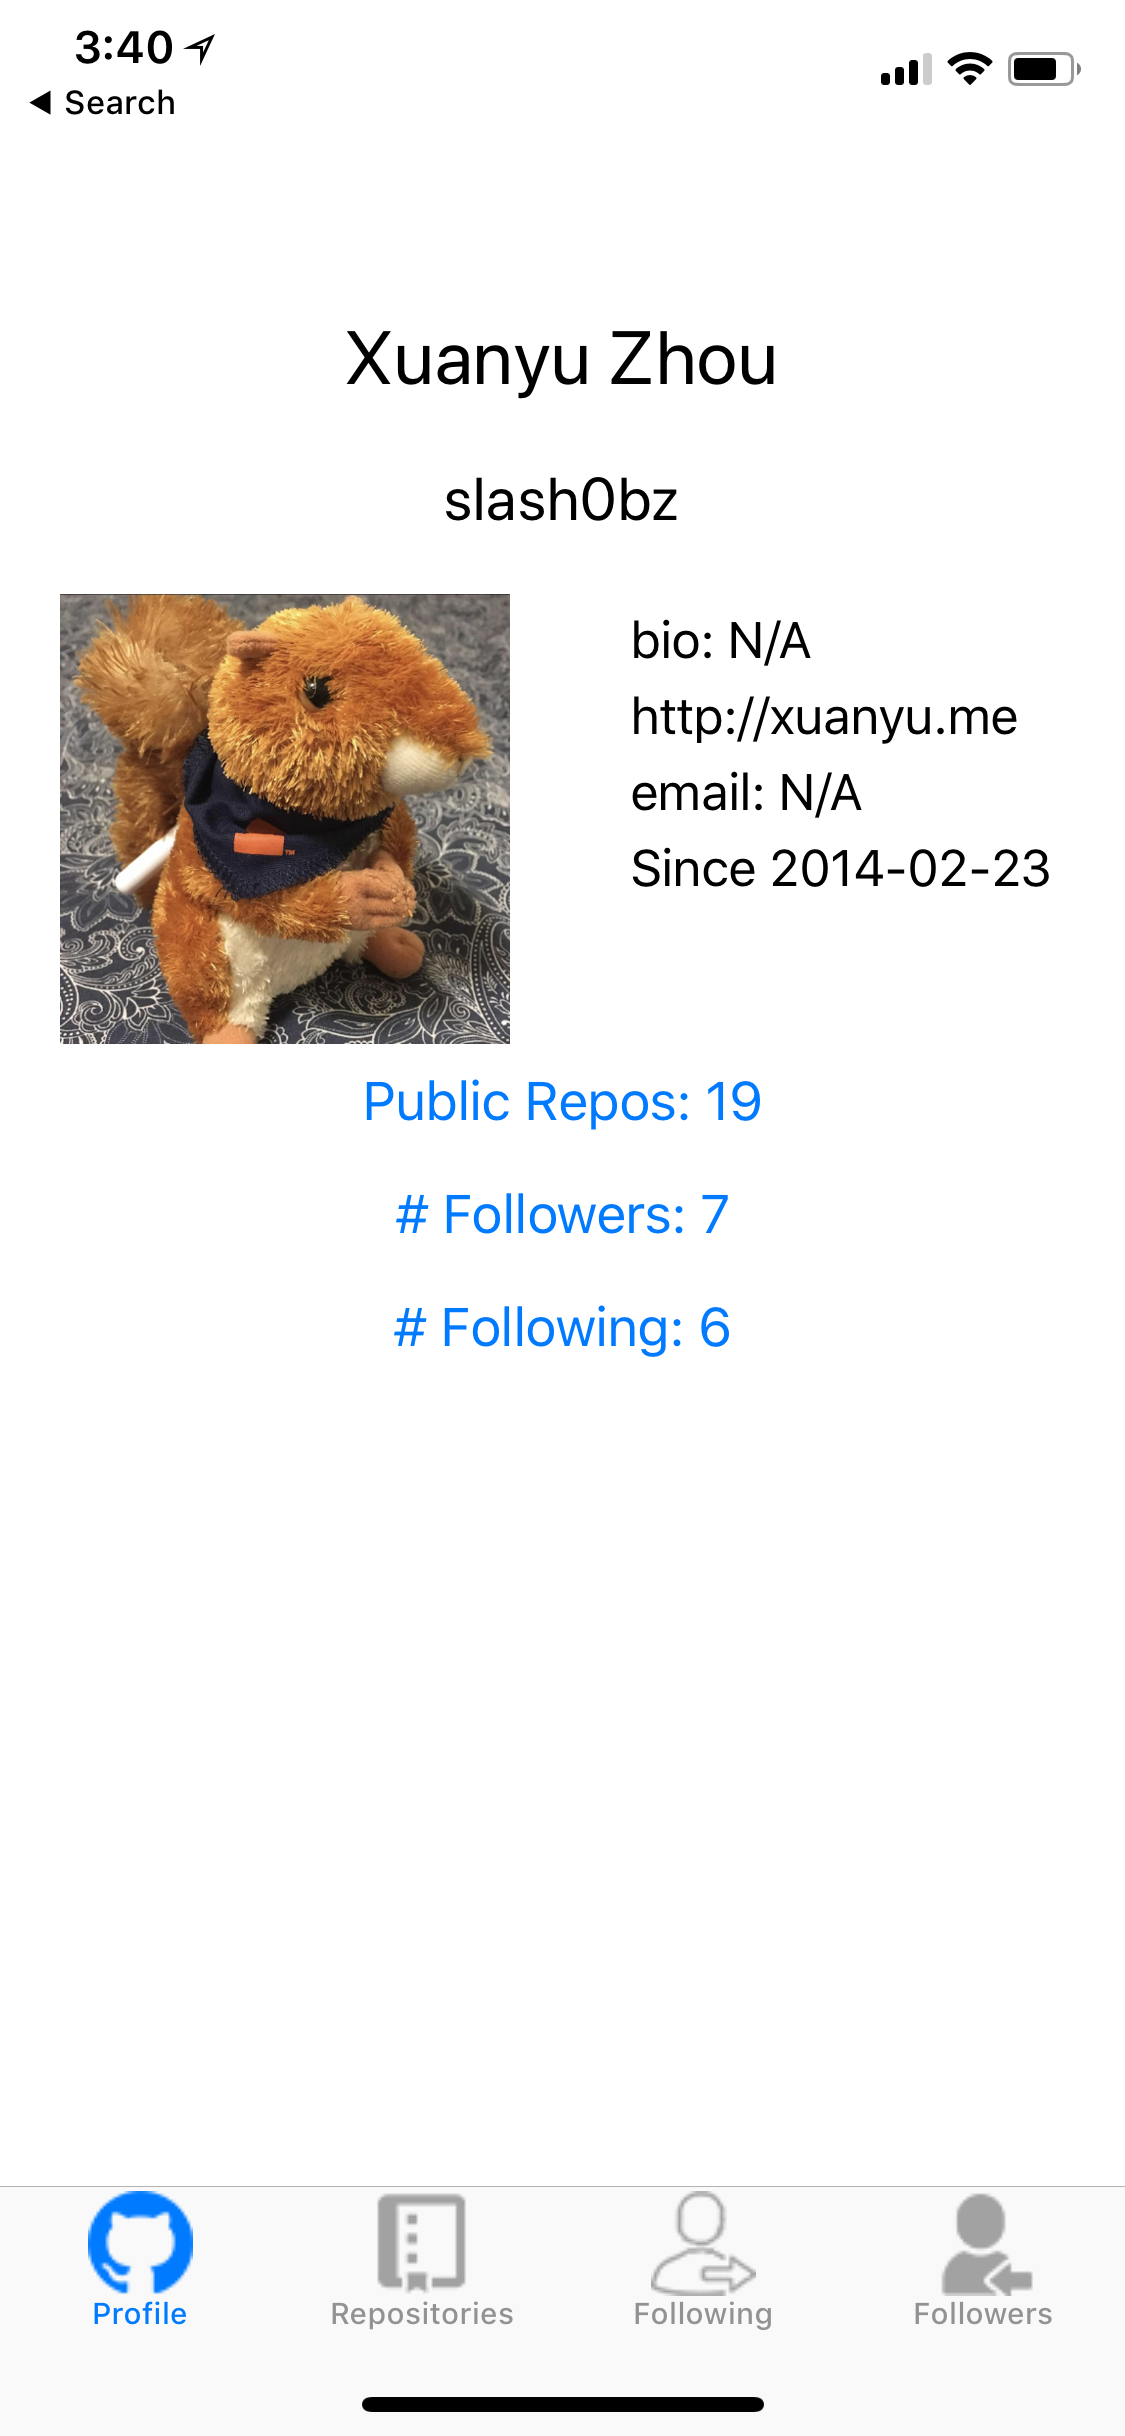 3:40
◀ Search
Xuanyu Zhou
slash0bz
bio: N/A
http://xuanyu.me
email: N/A
Since 2014-02-23
™
Public Repos: 19
# Followers: 7
# Following: 6
Profile
Repositories
Following
Followers